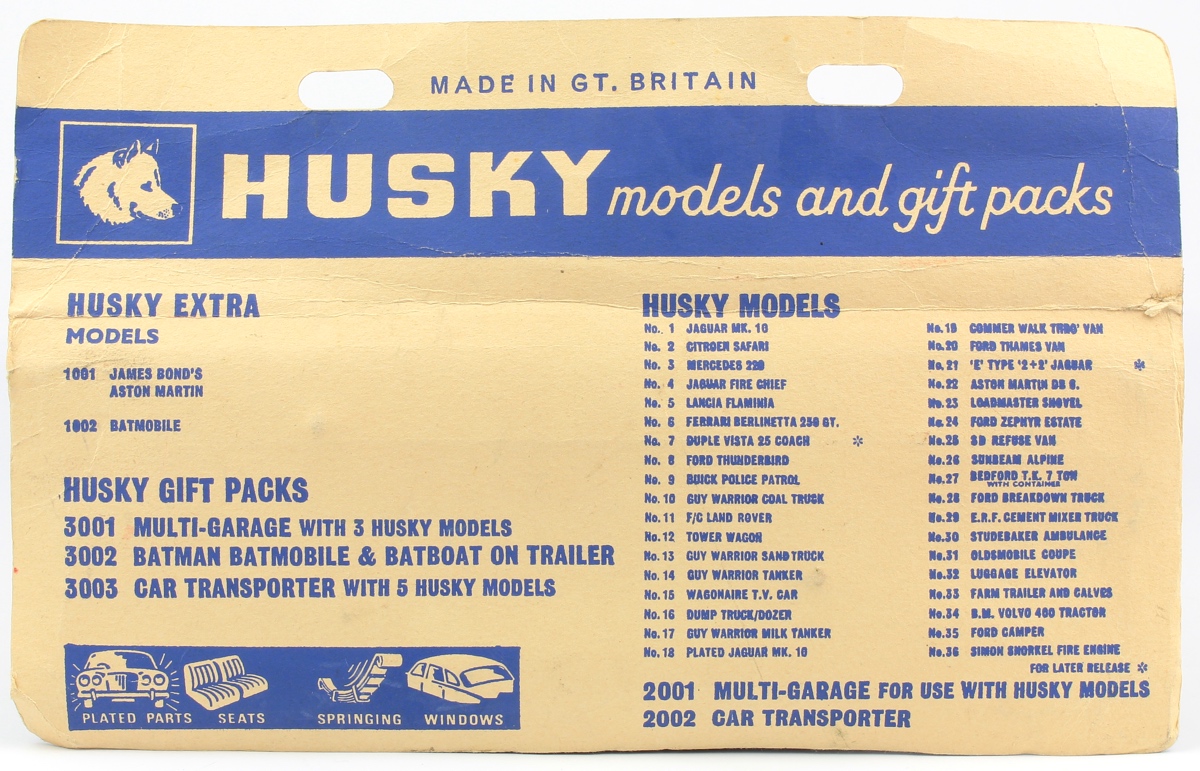 MADE IN GT. BRITAIN
HUSKY models and gift packs
HUSKY EXTRA
MODELS
1001 JAMES BOND'S
ASTON MARTIN
1002 BATMOBILE
HUSKY GIFT PACKS
3001 MULTI-GARAGE WITH 3 HUSKY MODELS
3002 BATMAN BATMOBILE & BATBOAT ON TRAILER
3003 CAR TRANSPORTER WITH 5 HUSKY MODELS
PLATED PARTS SEATS SPRINGING WINDOWS
HUSKY MODELS
No. 1 JAGUAR MK. 10
No. 2 CITROEN SAFARI
No. 3 MERCEDES 220
No. 4 JAGUAR FIRE CHIEF
No. 5 LANCIA FLAMINIA
No. 6 FERRARI BERLINETTA 250 GT.
No. 7 DUPLE VISTA 25 COACH *
No. 8 FORD THUNDERBIRD
No. 9 BUICK POLICE PATROL
No. 10 GUY WARRIOR COAL TRUCK
No. 11 F/C LAND ROVER
No. 12 TOWER WAGON
No. 13 GUY WARRIOR SAND TRUCK
No. 14 GUY WARRIOR TANKER
No. 15 WAGONAIRE T.V. CAR
No. 16 DUMP TRUCK/DOZER
No. 17 GUY WARRIOR MILK TANKER
No. 18 PLATED JAGUAR MK. 10
No. 19 COMMER WALK THRO' VAN
No. 20 FORD THAMES VAN
No. 21 'E' TYPE '2+2' JAGUAR *
No. 22 ASTON MARTIN DB 6.
No. 23 LOADMASTER SHOVEL
No. 24 FORD ZEPHYR ESTATE
No. 25 SD REFUSE VAN
No. 26 SUNBEAM ALPINE
No. 27 BEDFORD T.K. 7 TON
WITH CONTAINER
No. 28 FORD BREAKDOWN TRUCK
No. 29 E.R.F. CEMENT MIXER TRUCK
No. 30 STUDEBAKER AMBULANCE
No. 31 OLDSMOBILE COUPE
No. 32 LUGGAGE ELEVATOR
No. 33 FARM TRAILER AND CALVES
No. 34 B.M. VOLVO 400 TRACTOR
No. 35 FORD CAMPER
No. 36 SIMON SNORKEL FIRE ENGINE
FOR LATER RELEASE *
2001 MULTI-GARAGE FOR USE WITH HUSKY MODELS
2002 CAR TRANSPORTER